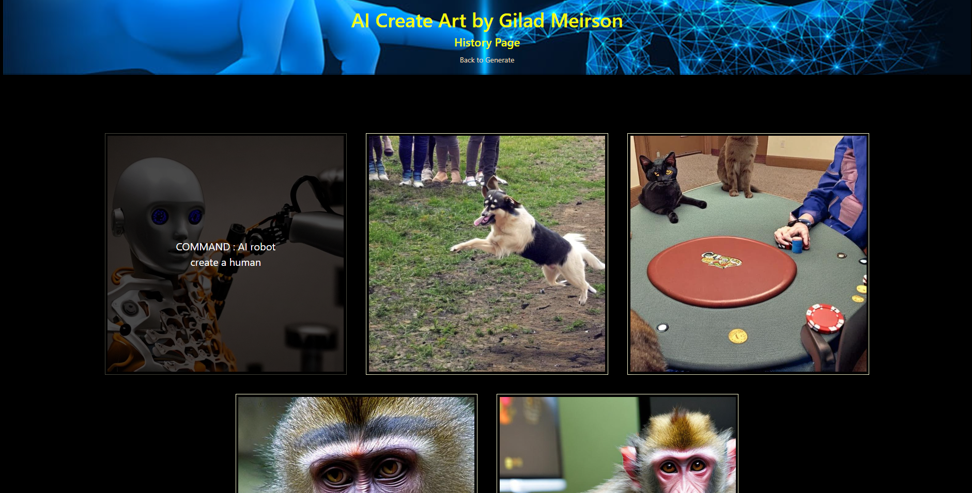 AI Create Art by Gilad Meirson
History Page
Back to Generate
COMMAND : AI robot
create a human